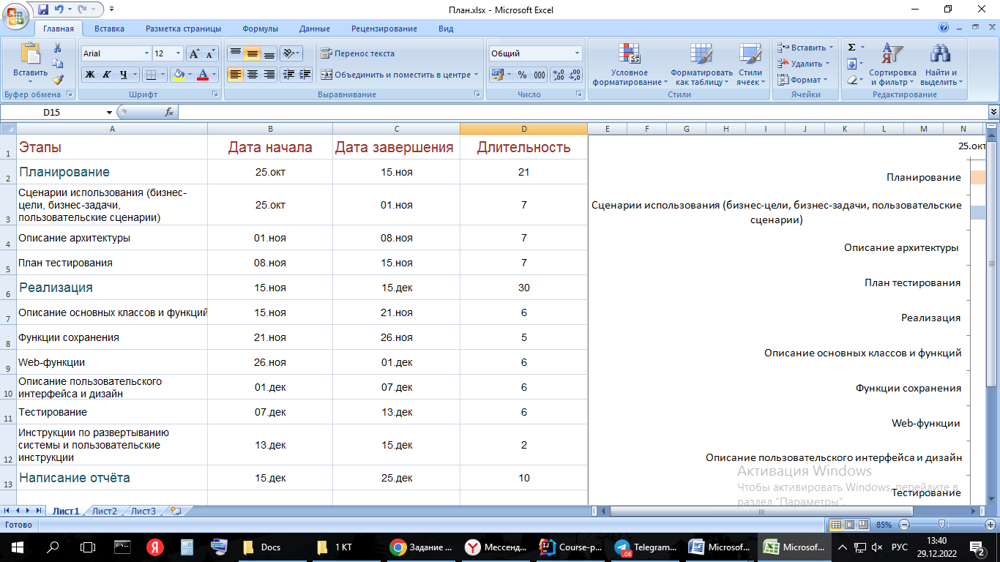 План.xlsx - Microsoft Excel
Главная Вставка Разметка страницы Формулы Данные Рецензирование Вид
Вставить
Arial 12
Ж К Ч
Перенос текста
Объединить и поместить в центре
Общий
% 000
Условное форматирование
Форматировать как таблицу
Стили ячеек
Вставить
Удалить
Формат
Σ
Сортировка и фильтр
Найти и выделить
Буфер обмена Шрифт Выравнивание Число Стили Ячейки Редактирование
D15 fx
A B C D E F G H I J K L M N
1 Этапы Дата начала Дата завершения Длительность
2 Планирование 25.окт 15.ноя 21
3 Сценарии использования (бизнес-
цели, бизнес-задачи,
пользовательские сценарии) 25.окт 01.ноя 7
4 Описание архитектуры 01.ноя 08.ноя 7
5 План тестирования 08.ноя 15.ноя 7
6 Реализация 15.ноя 15.дек 30
7 Описание основных классов и функций 15.ноя 21.ноя 6
8 Функции сохранения 21.ноя 26.ноя 5
9 Web-функции 26.ноя 01.дек 6
10 Описание пользовательского
интерфейса и дизайн 01.дек 07.дек 6
11 Тестирование 07.дек 13.дек 6
12 Инструкции по развертыванию
системы и пользовательские
инструкции 13.дек 15.дек 2
13 Написание отчёта 15.дек 25.дек 10
25.окт
Планирование
Сценарии использования (бизнес-цели, бизнес-задачи, пользовательские
сценарии)
Описание архитектуры
План тестирования
Реализация
Описание основных классов и функций
Функции сохранения
Web-функции
Описание пользовательского интерфейса и дизайн
Тестирование
Активация Windows
Чтобы активировать Windows, перейдите в
раздел "Параметры".
Лист1 Лист2 Лист3
Готово 85%
Я Docs 1 КТ Задание ... Мессенд... Course-p... Telegram... Microsof... Microsof...
РУС
13:40
29.12.2022
2